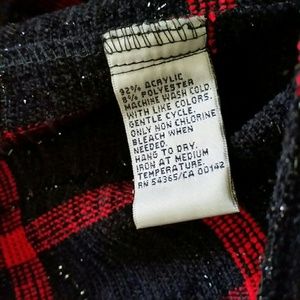 92% ACRYLIC
8% POLYESTER
MACHINE WASH COLD
WITH LIKE COLORS.
GENTLE CYCLE.
ONLY NON CHLORINE
BLEACH WHEN
NEEDED.
HANG TO DRY.
IRON AT MEDIUM
TEMPERATURE.
RN 54365/CA 00142